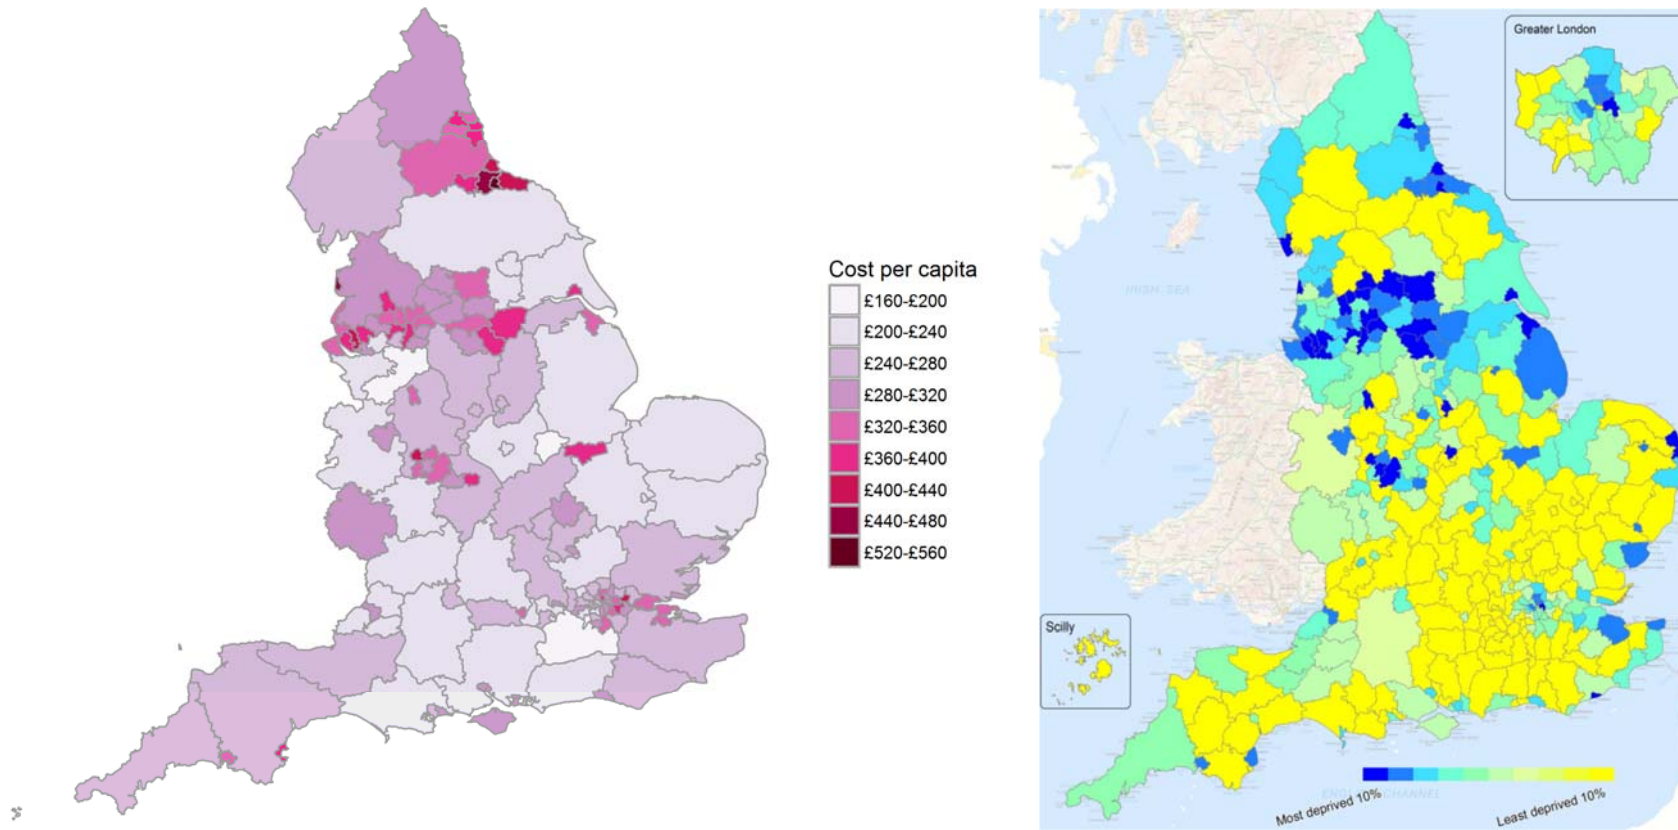 Cost per capita
£160-£200
£200-£240
£240-£280
£280-£320
£320-£360
£360-£400
£400-£440
£440-£480
£520-£560
Greater London
IRISH SEA
Scilly
CHANNEL
Most deprived 10%
Least deprived 10%